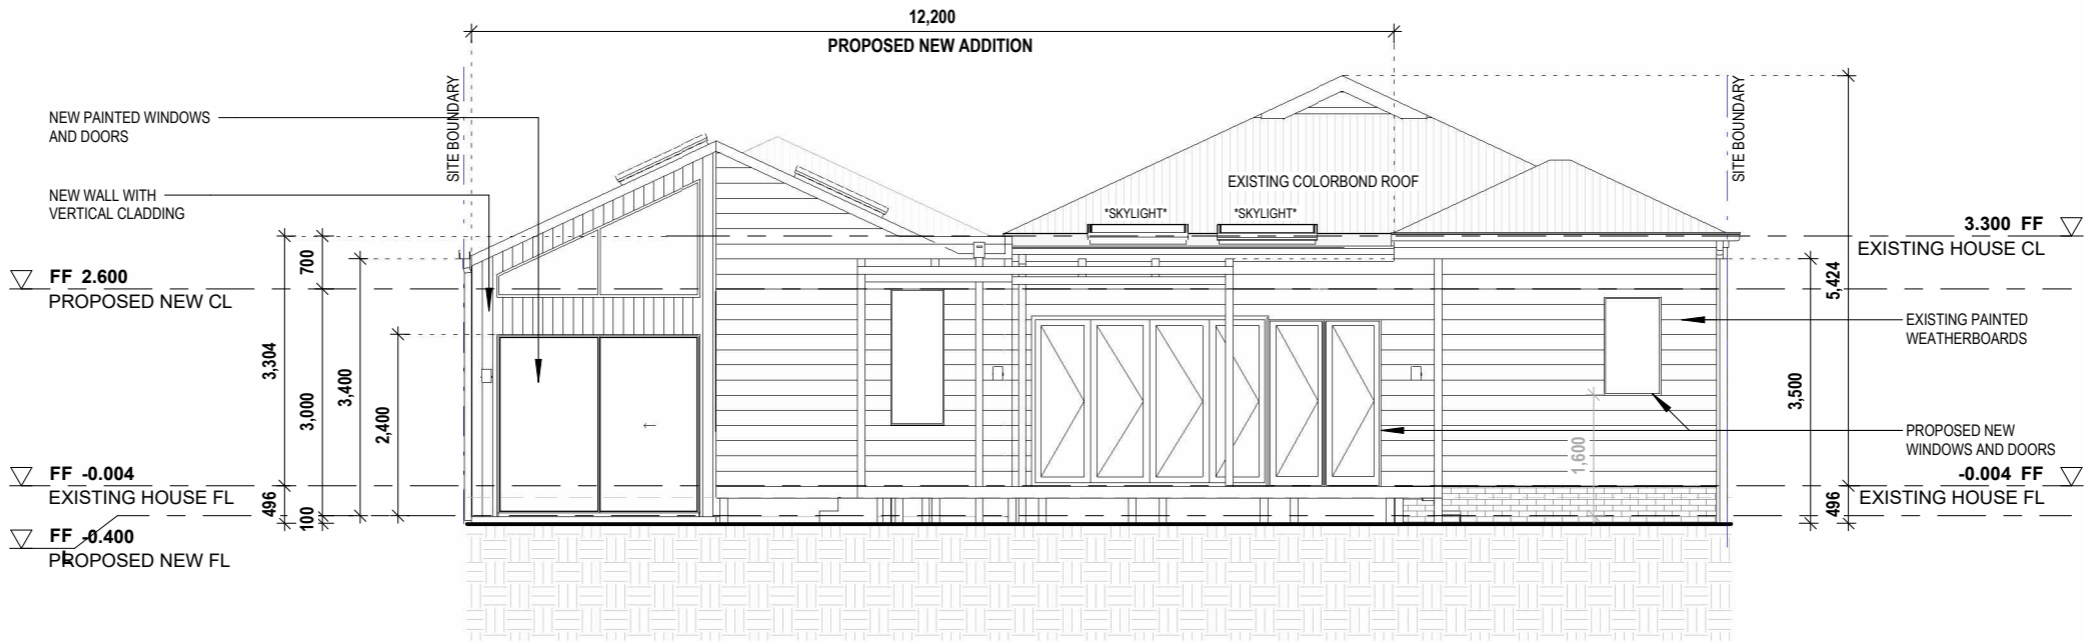 12,200
PROPOSED NEW ADDITION
SITE BOUNDARY
SITE BOUNDARY
NEW PAINTED WINDOWS
AND DOORS
NEW WALL WITH
VERTICAL CLADDING
EXISTING COLORBOND ROOF
*SKYLIGHT*
*SKYLIGHT*
3.300 FF
EXISTING HOUSE CL
FF 2.600
PROPOSED NEW CL
700
3,304
3,000
3,400
2,400
5,424
3,500
1,600
EXISTING PAINTED
WEATHERBOARDS
PROPOSED NEW
WINDOWS AND DOORS
FF -0.004
EXISTING HOUSE FL
-0.004 FF
EXISTING HOUSE FL
496
100
496
FF -0.400
PROPOSED NEW FL